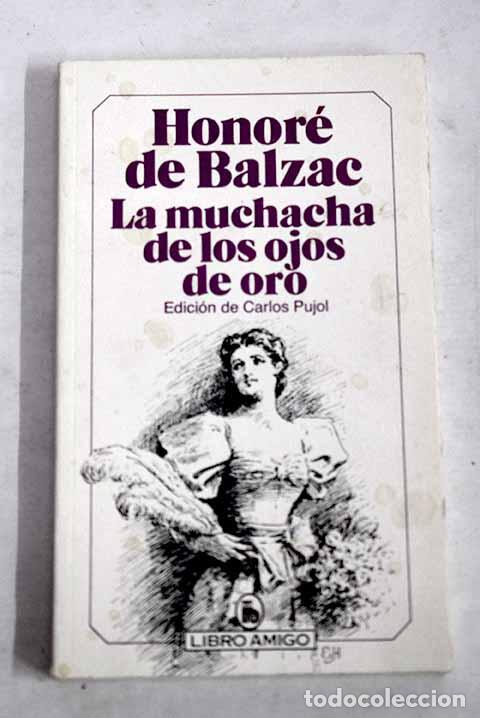 Honoré
de Balzac
La muchacha
de los ojos
de oro
Edición de Carlos Pujol
LIBRO AMIGO
todocoleccion